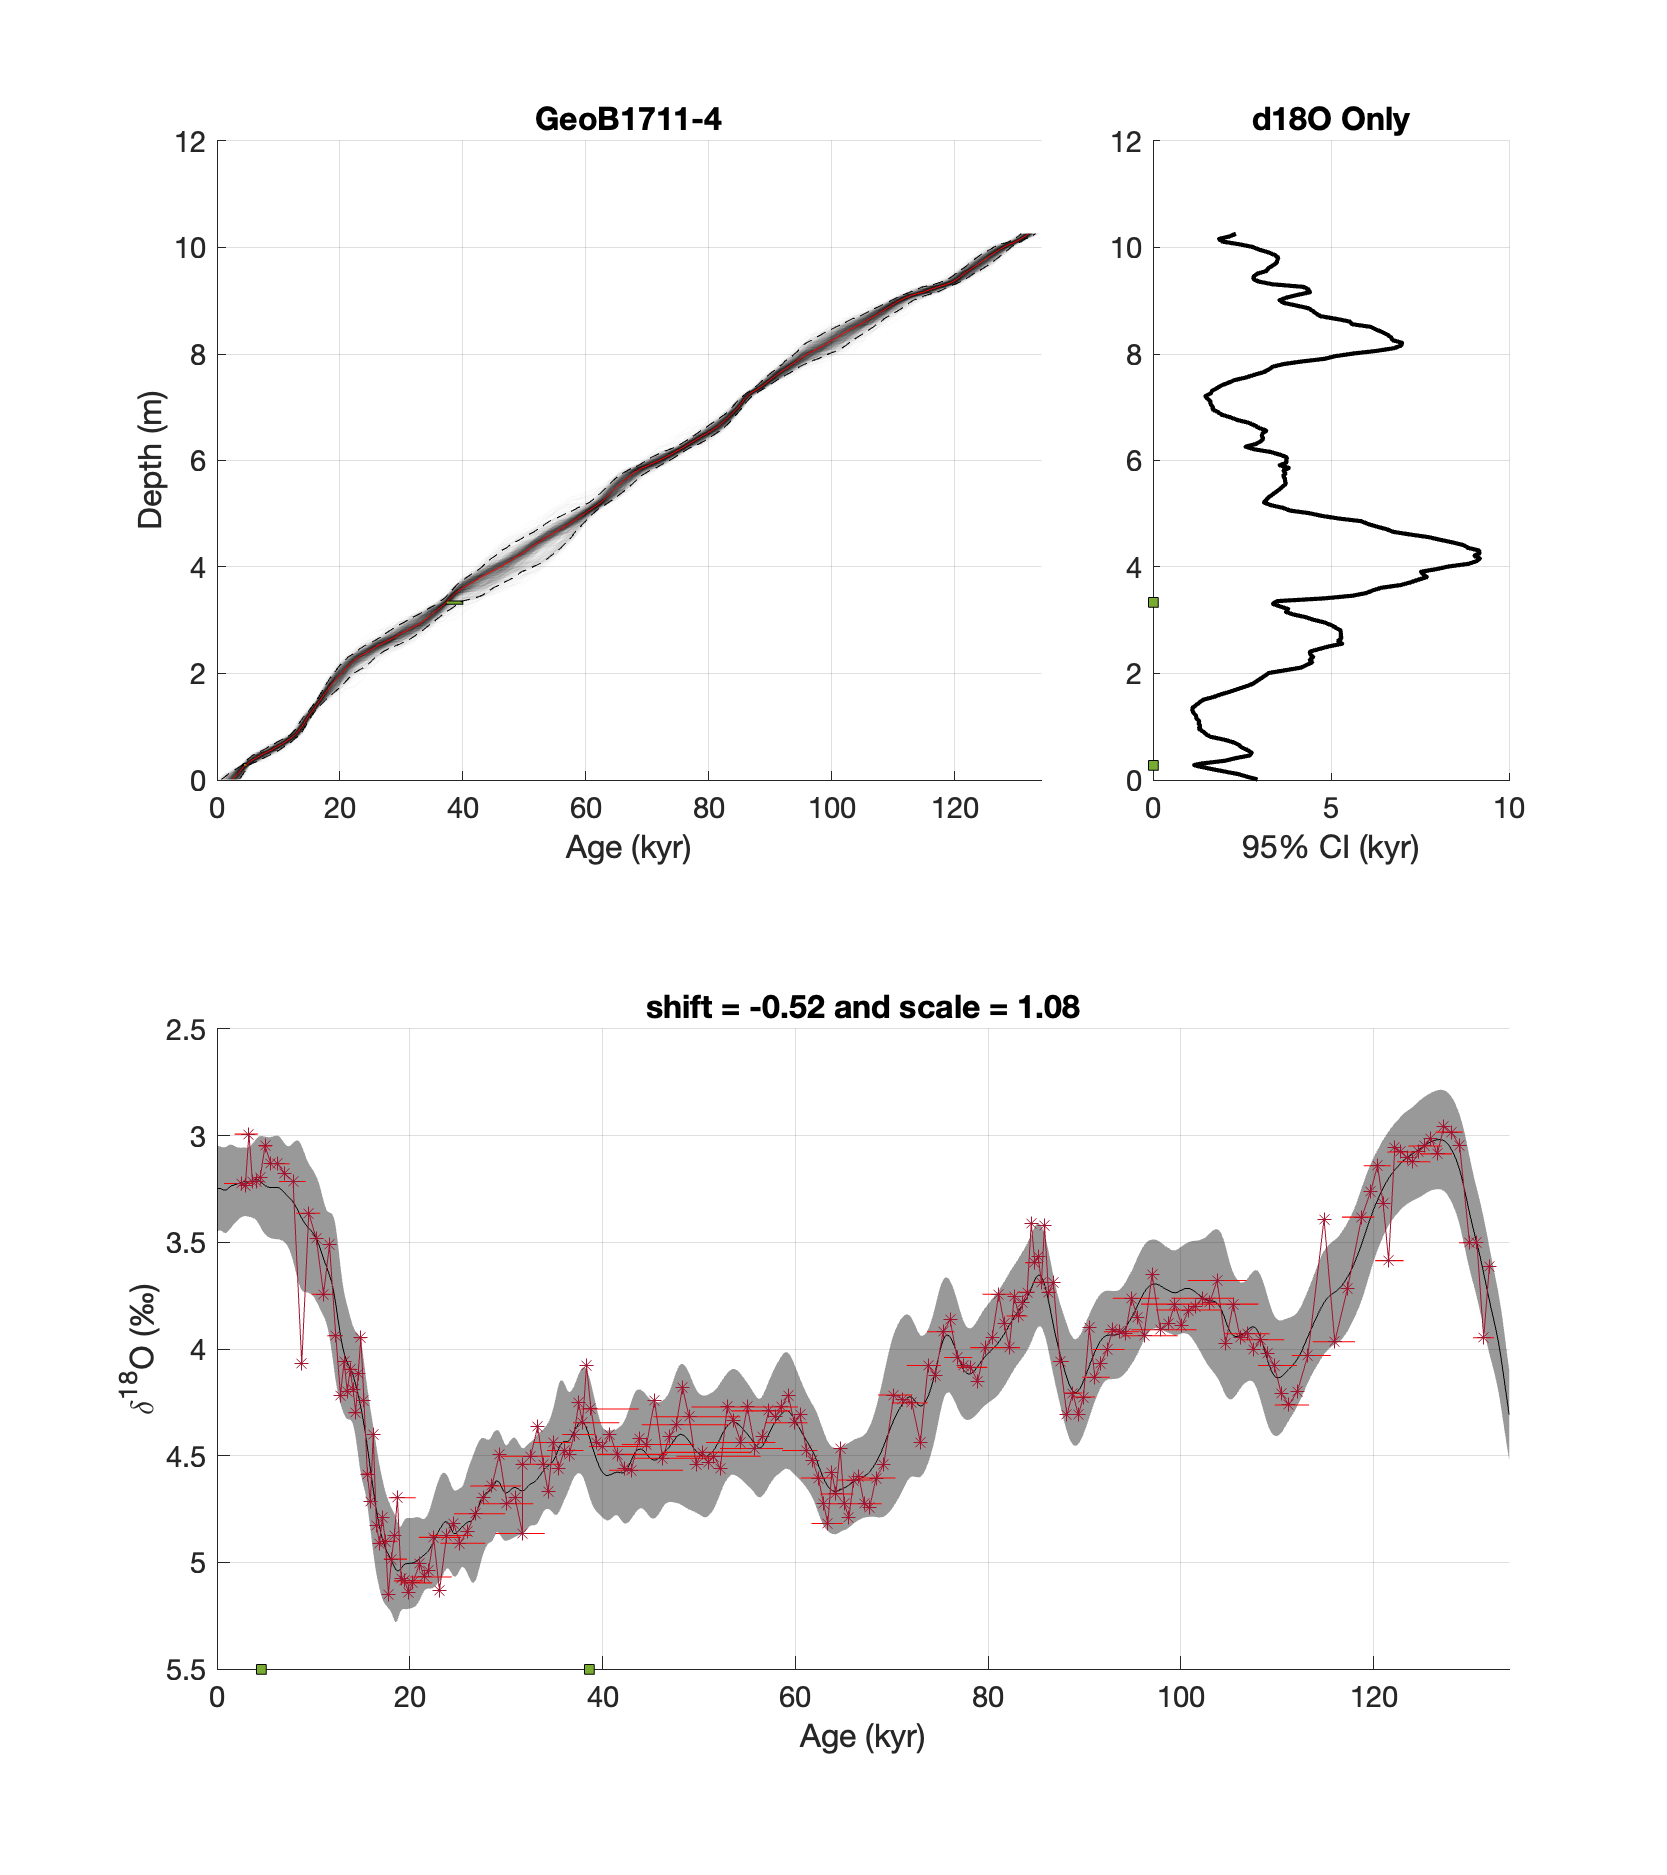 GeoB1711-4
d18O Only
12
10
8
6
4
2
0
Depth (m)
0 20 40 60 80 100 120
Age (kyr)
12
10
8
6
4
2
0
0 5 10
95% CI (kyr)
shift = -0.52 and scale = 1.08
2.5
3
3.5
4
4.5
5
5.5
δ18O (‰)
0 20 40 60 80 100 120
Age (kyr)